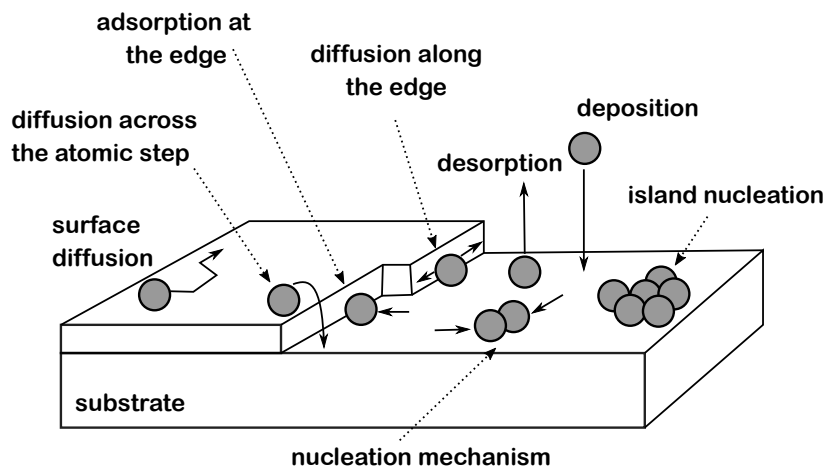 adsorption at
the edge
diffusion along
the edge
deposition
diffusion across
the atomic step
desorption
island nucleation
surface
diffusion
substrate
nucleation mechanism